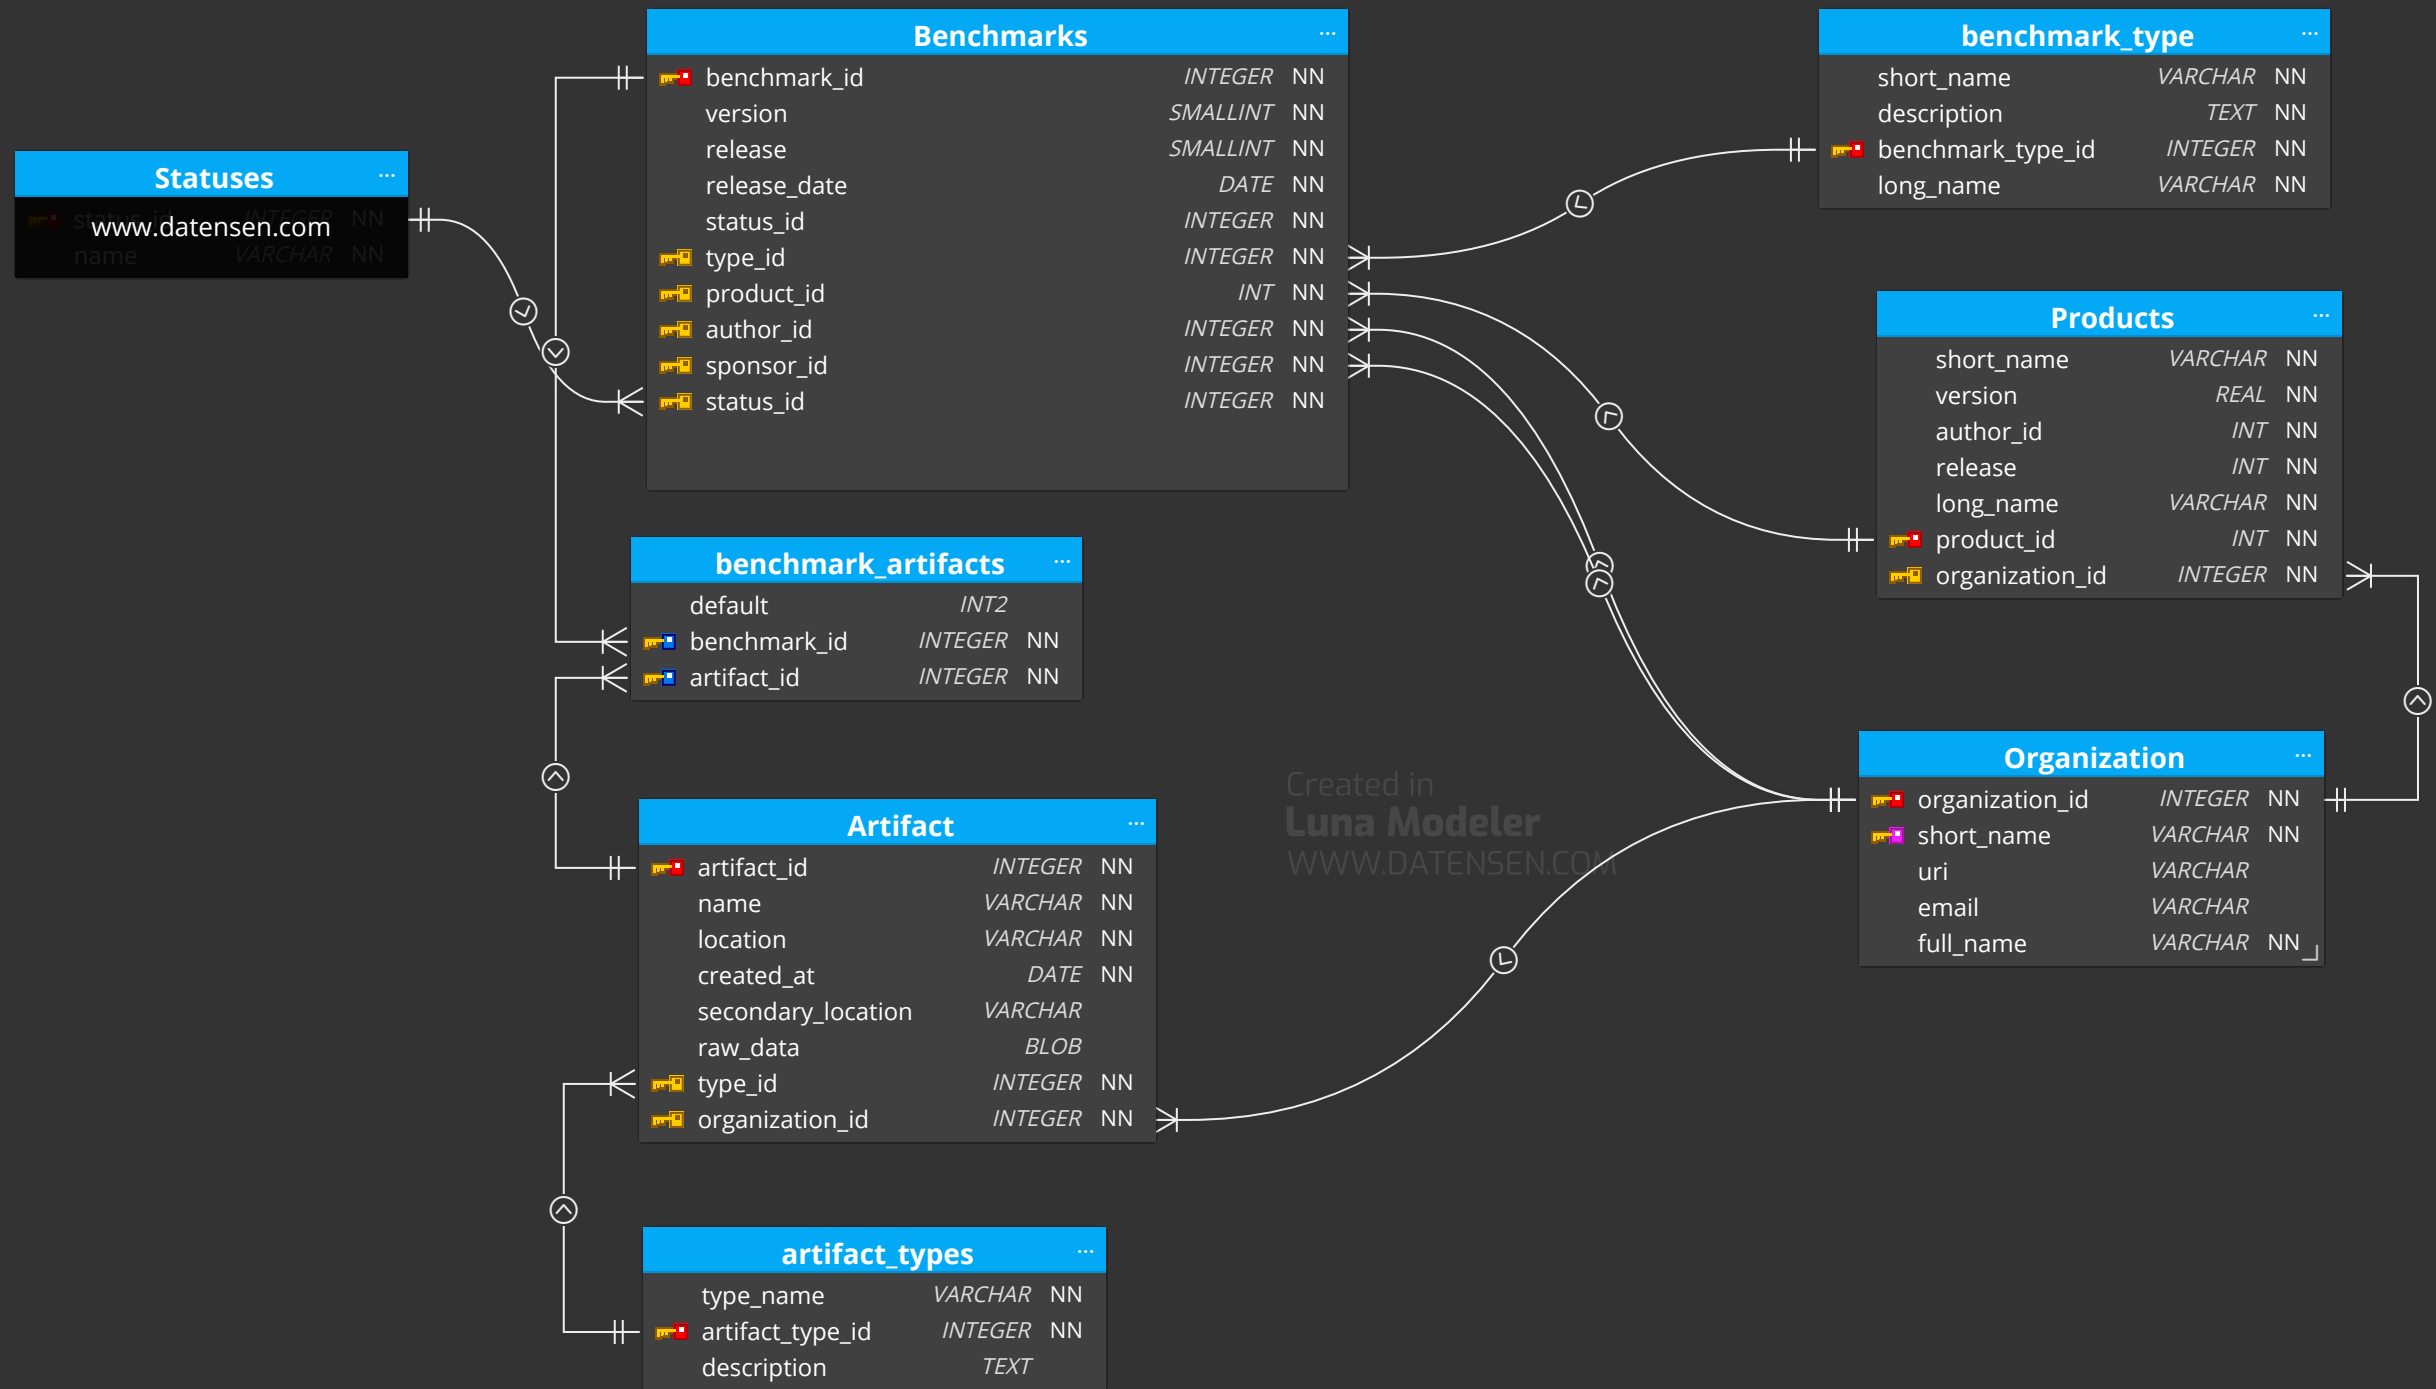 Benchmarks ...
benchmark_id INTEGER NN
version SMALLINT NN
release SMALLINT NN
release_date DATE NN
status_id INTEGER NN
type_id INTEGER NN
product_id INT NN
author_id INTEGER NN
sponsor_id INTEGER NN
status_id INTEGER NN
benchmark_type ...
short_name VARCHAR NN
description TEXT NN
benchmark_type_id INTEGER NN
long_name VARCHAR NN
Statuses ...
status_id INTEGER NN
www.datensen.com
name VARCHAR NN
Products ...
short_name VARCHAR NN
version REAL NN
author_id INT NN
release INT NN
long_name VARCHAR NN
product_id INT NN
organization_id INTEGER NN
benchmark_artifacts ...
default INT2
benchmark_id INTEGER NN
artifact_id INTEGER NN
Organization ...
organization_id INTEGER NN
short_name VARCHAR NN
uri VARCHAR
email VARCHAR
full_name VARCHAR NN
Created in
Luna Modeler
WWW.DATENSEN.COM
Artifact ...
artifact_id INTEGER NN
name VARCHAR NN
location VARCHAR NN
created_at DATE NN
secondary_location VARCHAR
raw_data BLOB
type_id INTEGER NN
organization_id INTEGER NN
artifact_types ...
type_name VARCHAR NN
artifact_type_id INTEGER NN
description TEXT